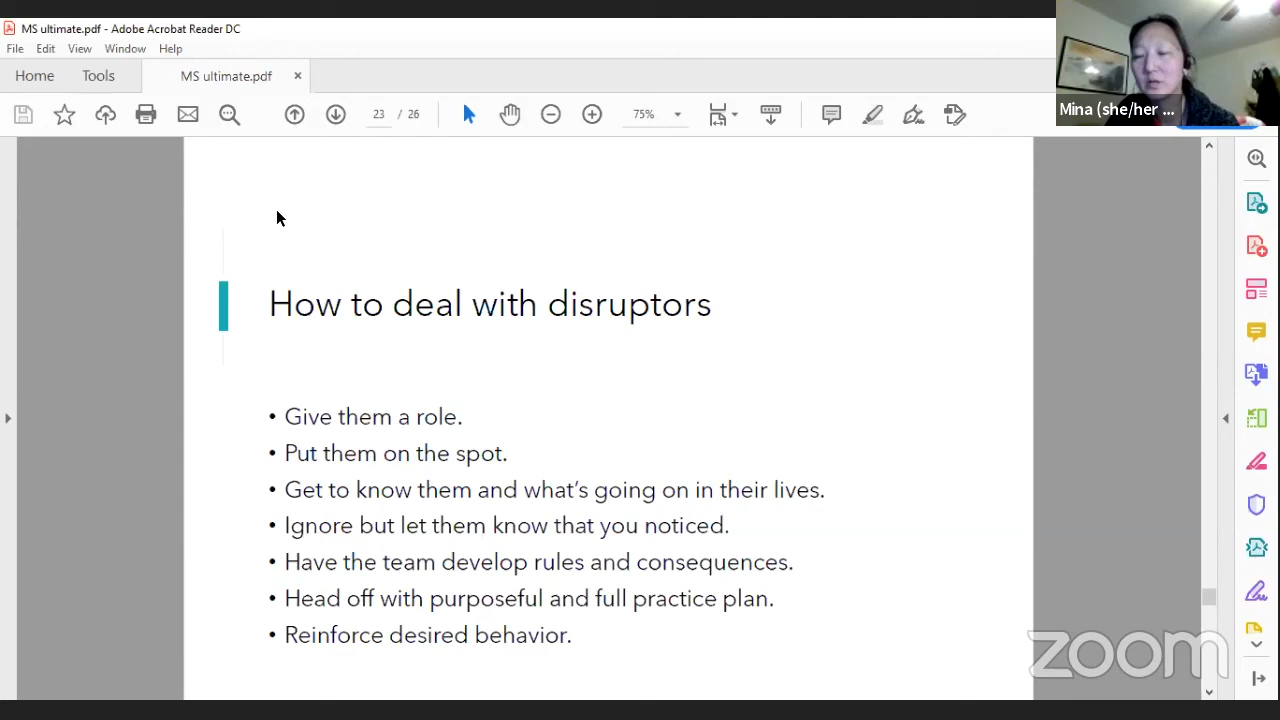 MS ultimate.pdf - Adobe Acrobat Reader DC
File Edit View Window Help
Home Tools MS ultimate.pdf ×
23 / 26 75%
Mina (she/her ...
How to deal with disruptors
• Give them a role.
• Put them on the spot.
• Get to know them and what's going on in their lives.
• Ignore but let them know that you noticed.
• Have the team develop rules and consequences.
• Head off with purposeful and full practice plan.
• Reinforce desired behavior.
zoom